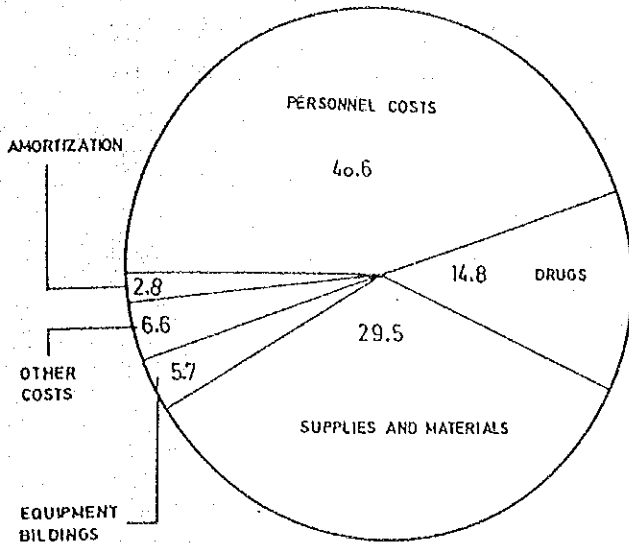 PERSONNEL COSTS
40.6
AMORTIZATION
2.8
14.8 DRUGS
6.6
29.5
OTHER
COSTS
5.7
SUPPLIES AND MATERIALS
EQUIPMENT
BILDINGS